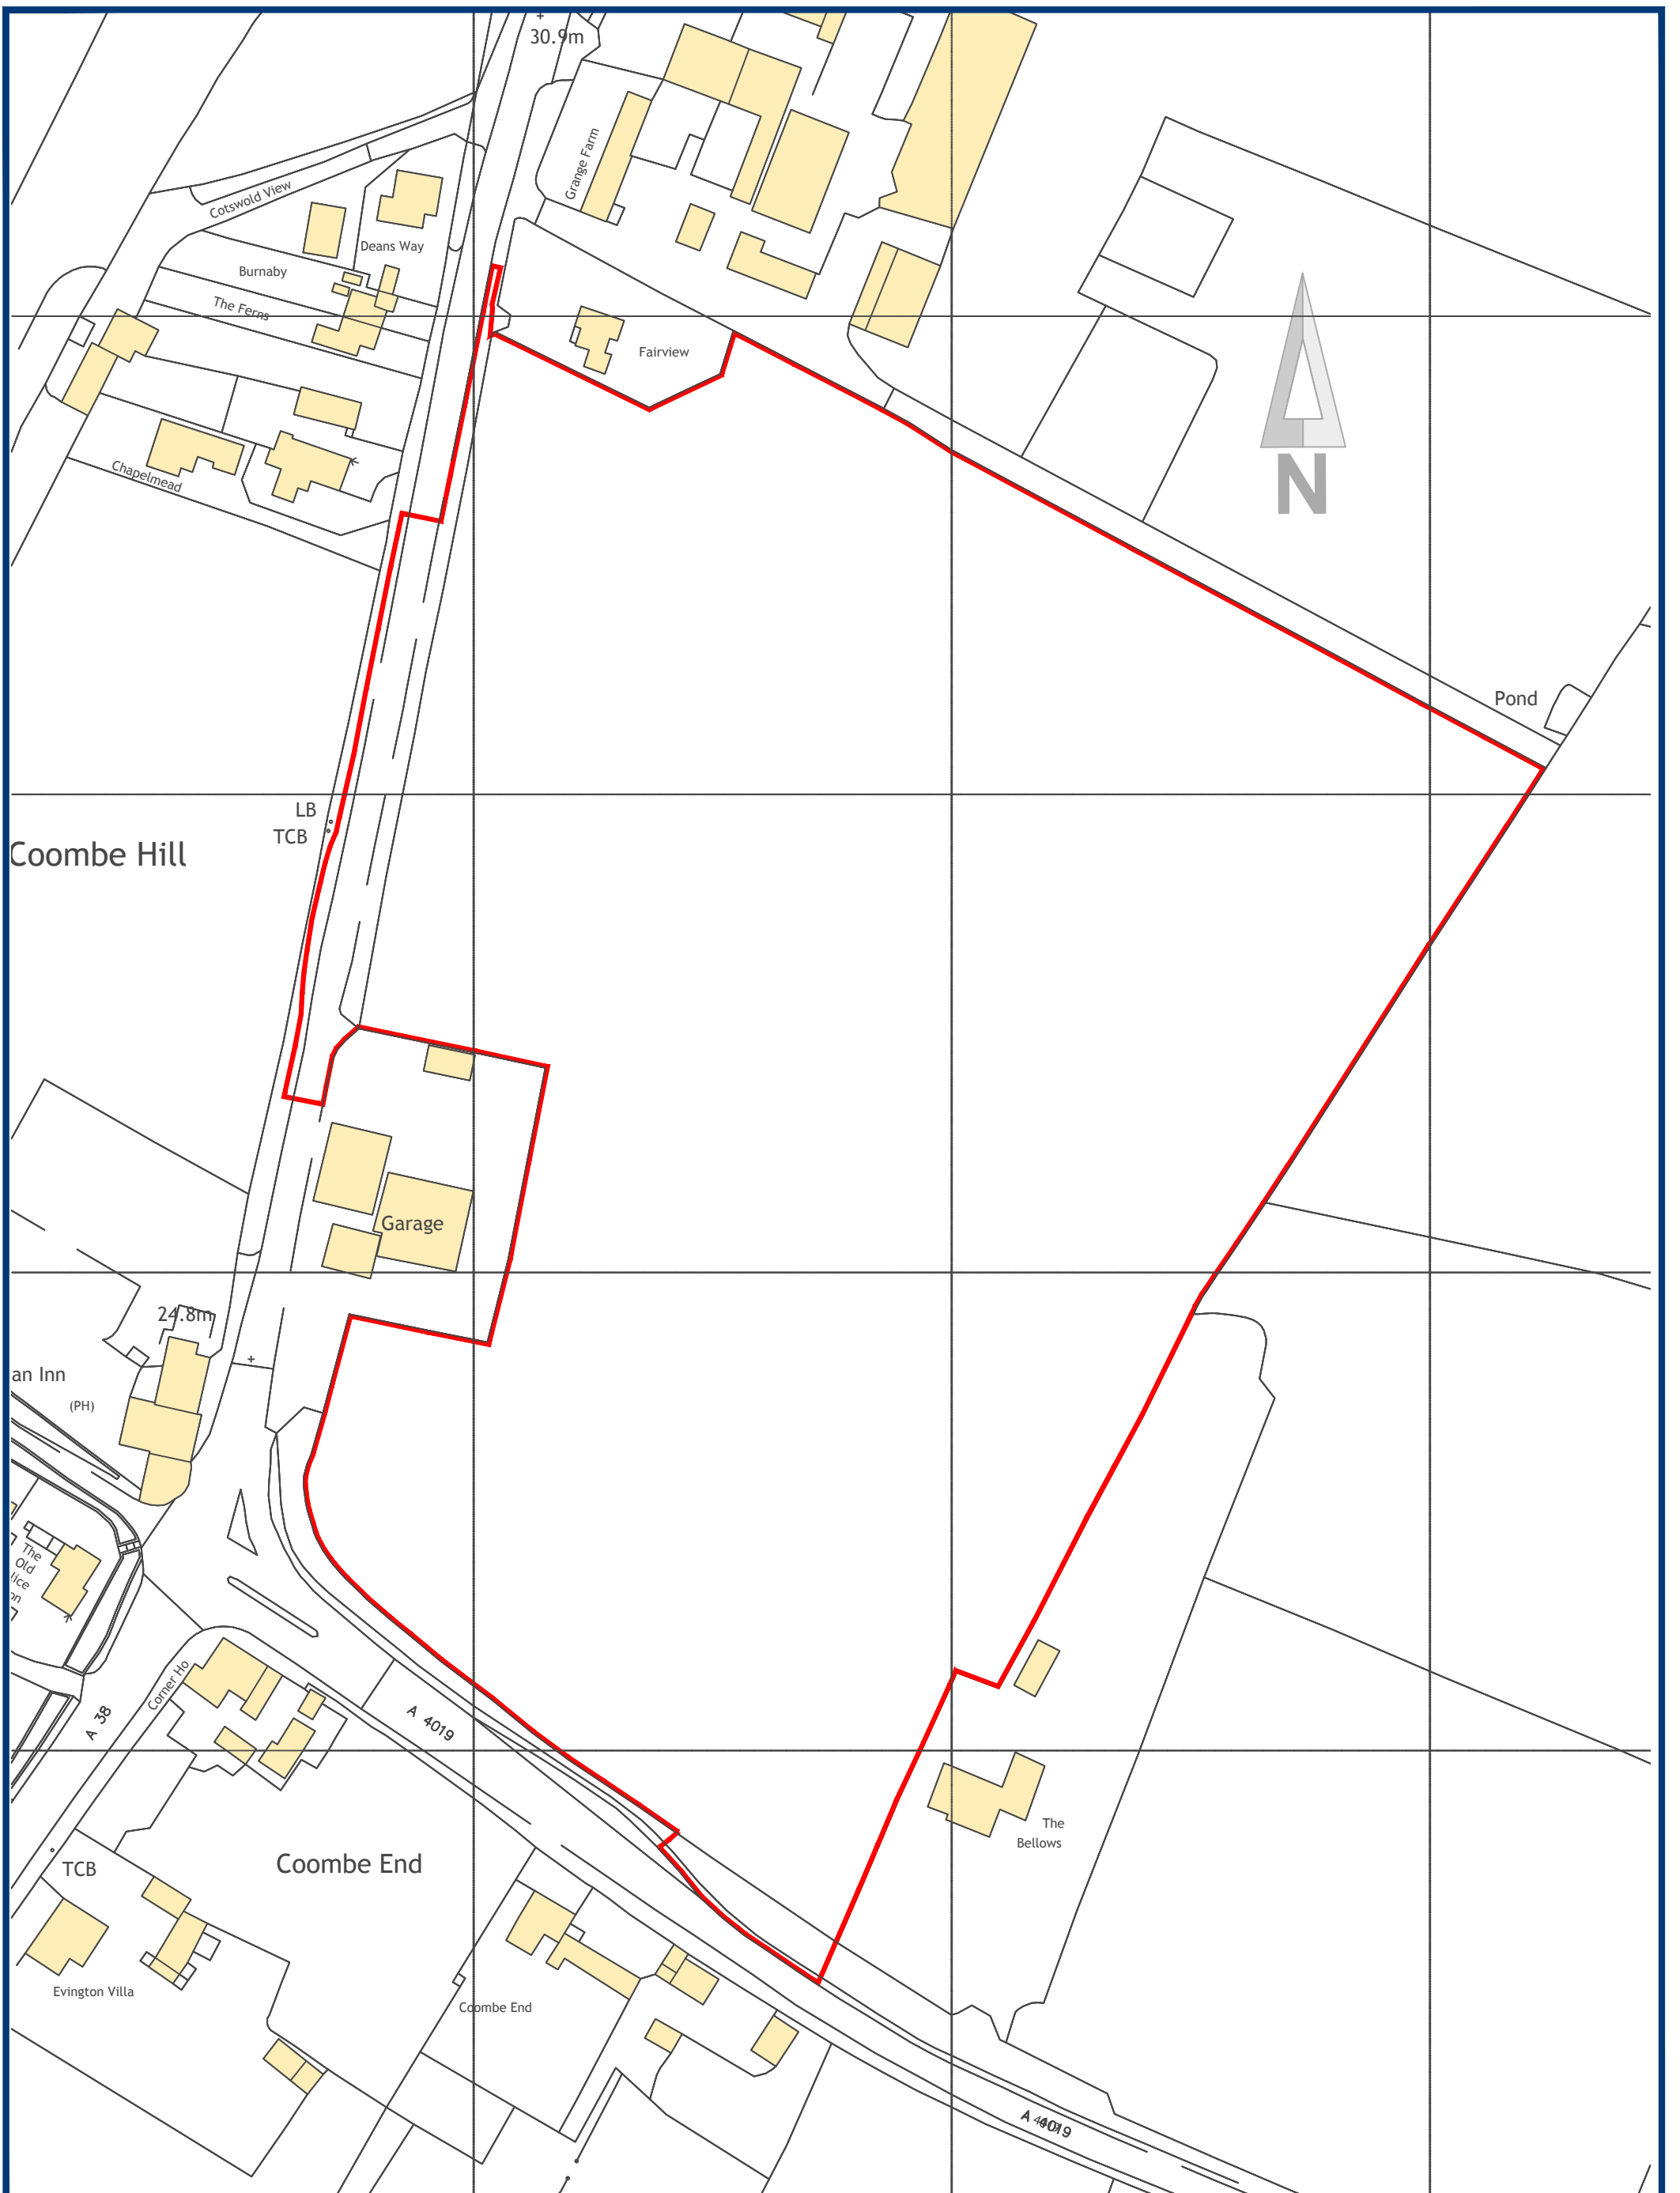 30.9m
Grange Farm
Cotswold View
Deans Way
Burnaby
The Ferns
Fairview
Chapelmead
N
Pond
LB
TCB
Coombe Hill
Garage
24.8m
an Inn
(PH)
The
Old
lice
on
Corner Ho
A 38
A 4019
The
Bellows
TCB
Coombe End
Evington Villa
Coombe End
A 4019